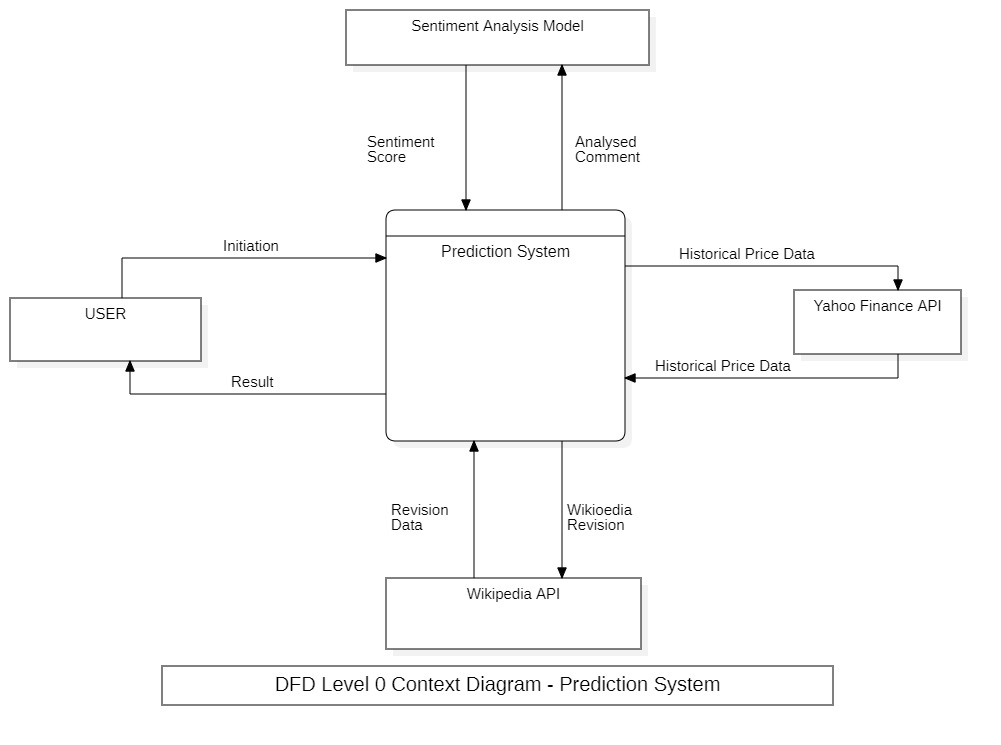 Sentiment Analysis Model
Sentiment
Score
Analysed
Comment
Initiation
Prediction System
Historical Price Data
USER
Yahoo Finance API
Result
Historical Price Data
Revision
Data
Wikioedia
Revision
Wikipedia API
DFD Level 0 Context Diagram - Prediction System